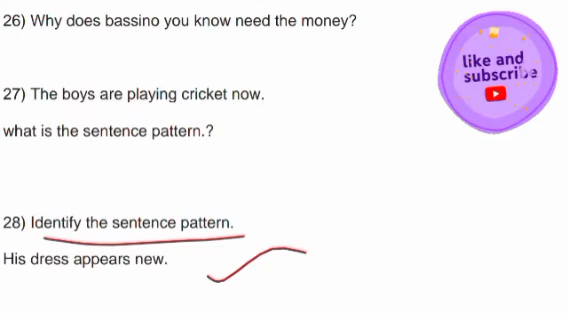 26) Why does bassino you know need the money?
like and
subscribe
27) The boys are playing cricket now.
what is the sentence pattern.?
28) Identify the sentence pattern.
His dress appears new.